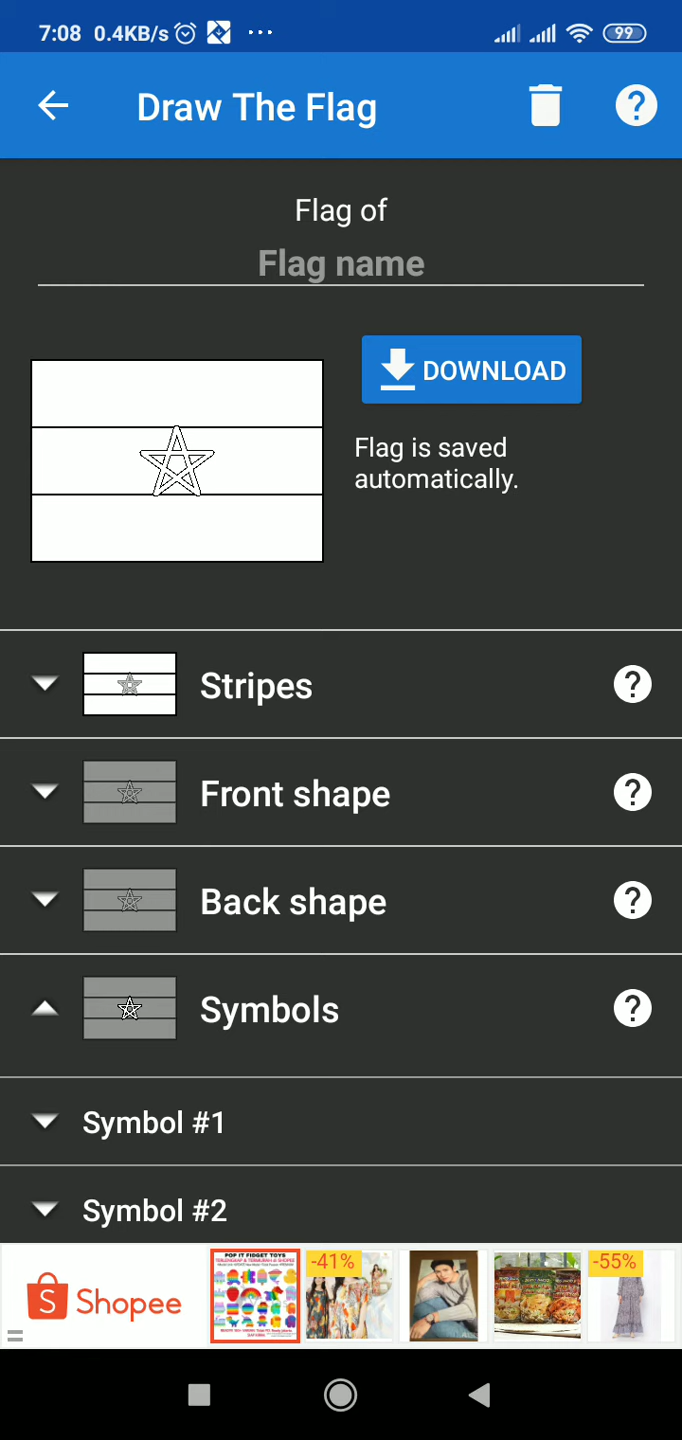 7:08 0.4KB/s ... 99
Draw The Flag
Flag of
Flag name
DOWNLOAD
Flag is saved
automatically.
Stripes
Front shape
Back shape
Symbols
Symbol #1
Symbol #2
Shopee
POP IT FIDGET TOYS
-41%
-55%